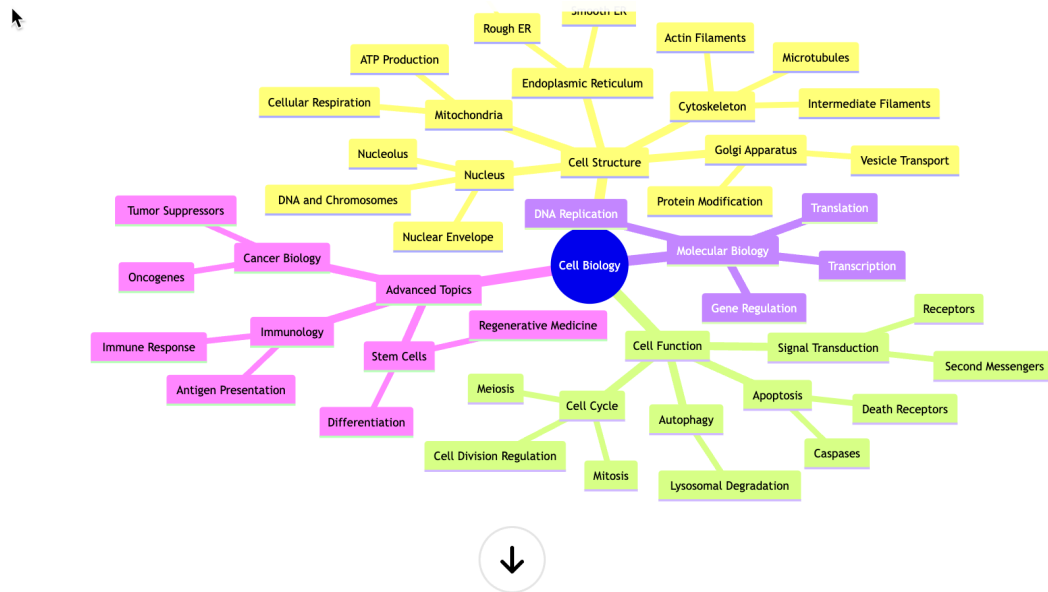 Smooth ER
Rough ER
Actin Filaments
ATP Production
Microtubules
Endoplasmic Reticulum
Cellular Respiration
Intermediate Filaments
Cytoskeleton
Mitochondria
Nucleolus
Golgi Apparatus
Vesicle Transport
Cell Structure
Nucleus
DNA and Chromosomes
Protein Modification
Tumor Suppressors
DNA Replication
Translation
Nuclear Envelope
Molecular Biology
Cancer Biology
Cell Biology
Transcription
Oncogenes
Advanced Topics
Gene Regulation
Receptors
Regenerative Medicine
Immunology
Immune Response
Cell Function
Signal Transduction
Stem Cells
Second Messengers
Antigen Presentation
Meiosis
Apoptosis
Cell Cycle
Death Receptors
Differentiation
Autophagy
Cell Division Regulation
Caspases
Mitosis
Lysosomal Degradation